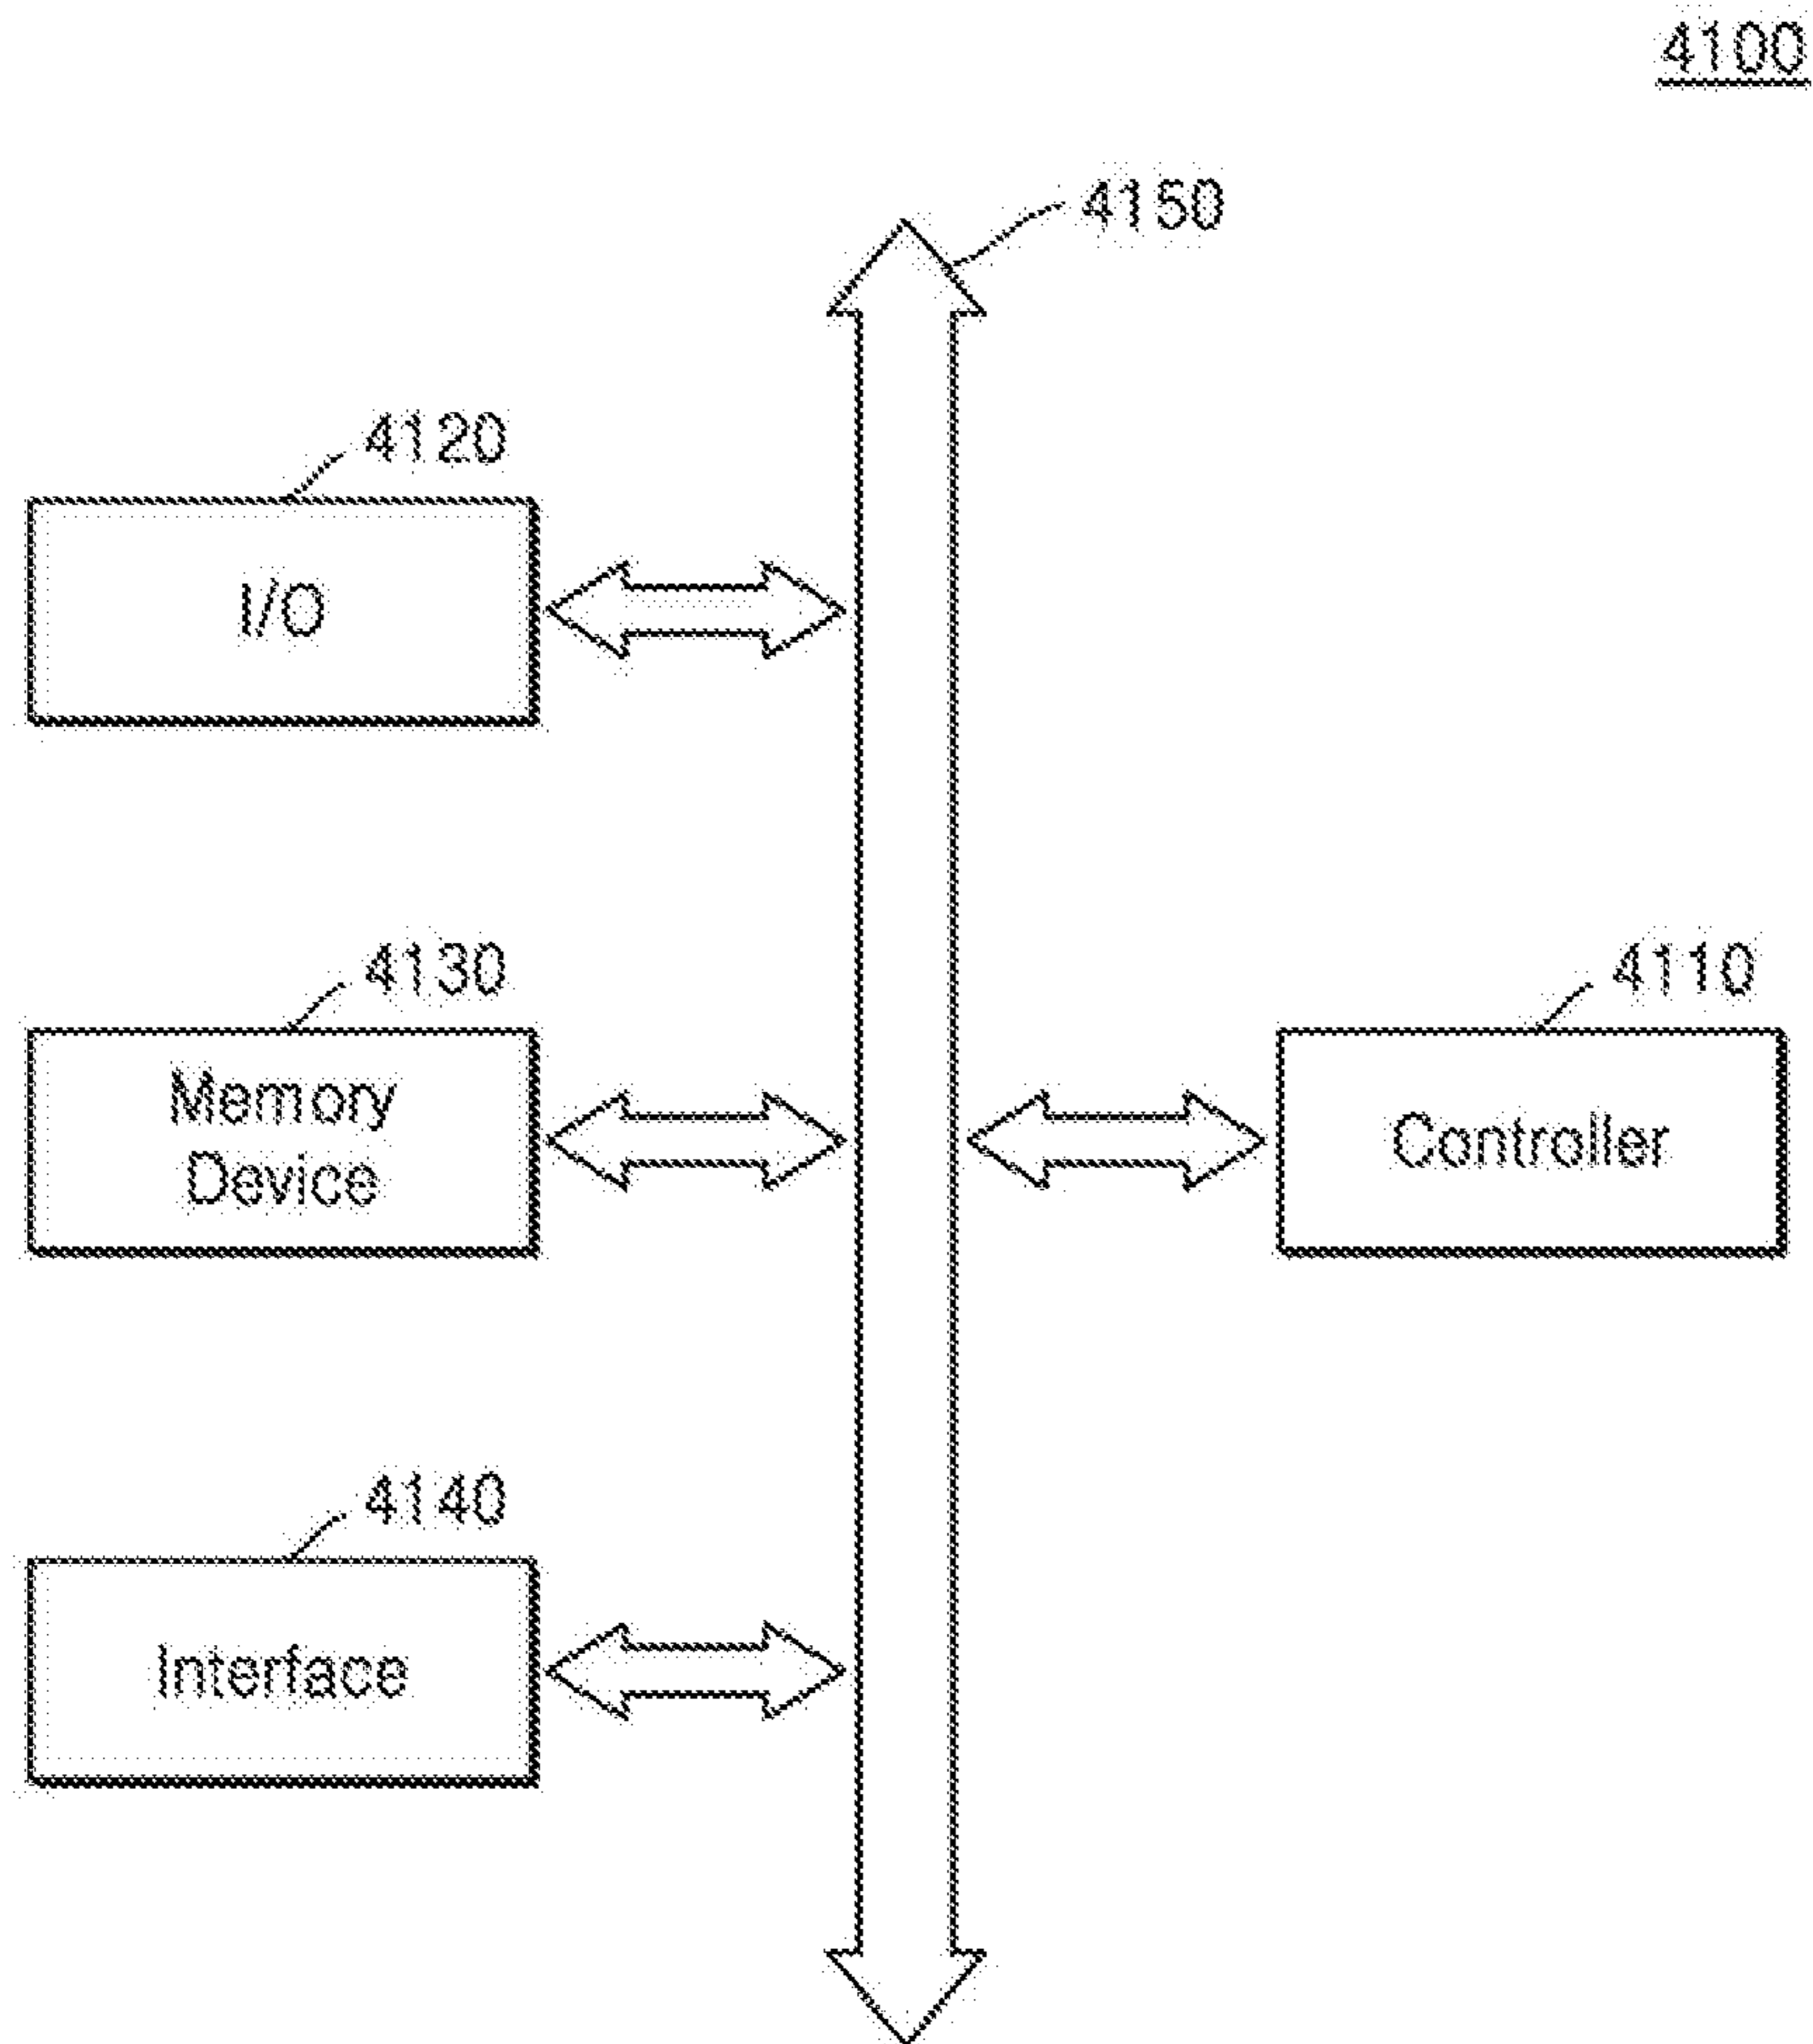 4100
4150
4120
I/O
4130
Memory
Device
4110
Controller
4140
Interface